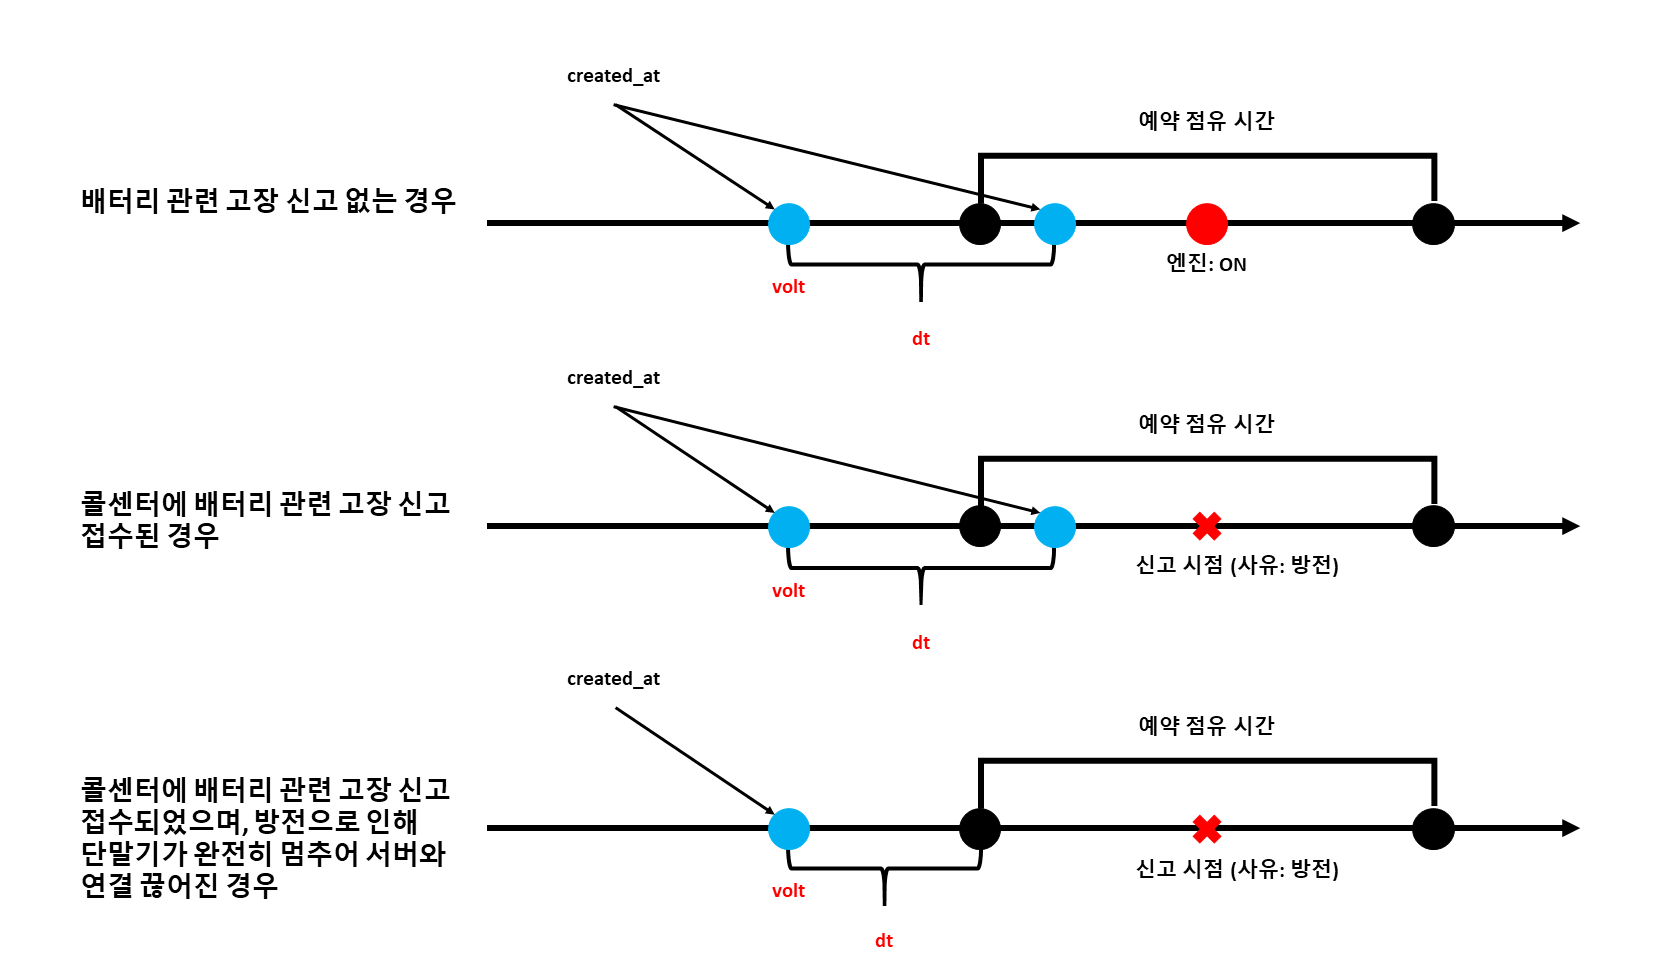 created_at
예약 점유 시간
배터리 관련 고장 신고 없는 경우
엔진: ON
volt
dt
created_at
예약 점유 시간
콜센터에 배터리 관련 고장 신고
접수된 경우
신고 시점 (사유: 방전)
volt
dt
created_at
예약 점유 시간
콜센터에 배터리 관련 고장 신고
접수되었으며, 방전으로 인해
단말기가 완전히 멈추어 서버와
연결 끊어진 경우
신고 시점 (사유: 방전)
volt
dt